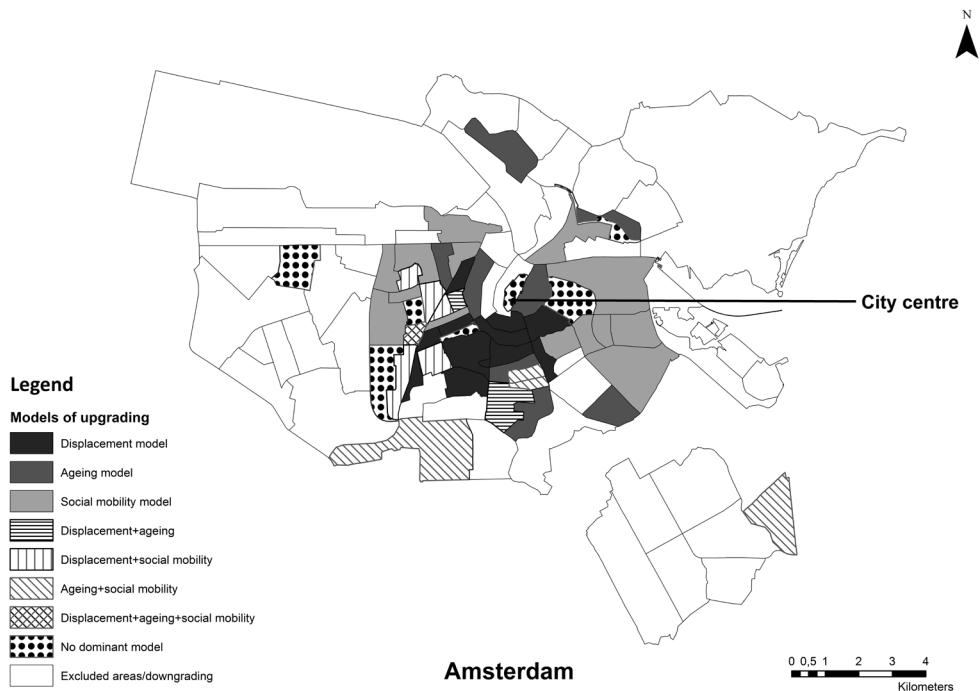 N
City centre
Legend
Models of upgrading
Displacement model
Ageing model
Social mobility model
Displacement+ageing
Displacement+social mobility
Ageing+social mobility
Displacement+ageing+social mobility
No dominant model
Excluded areas/downgrading
Amsterdam
0 0,5 1 2 3 4
Kilometers